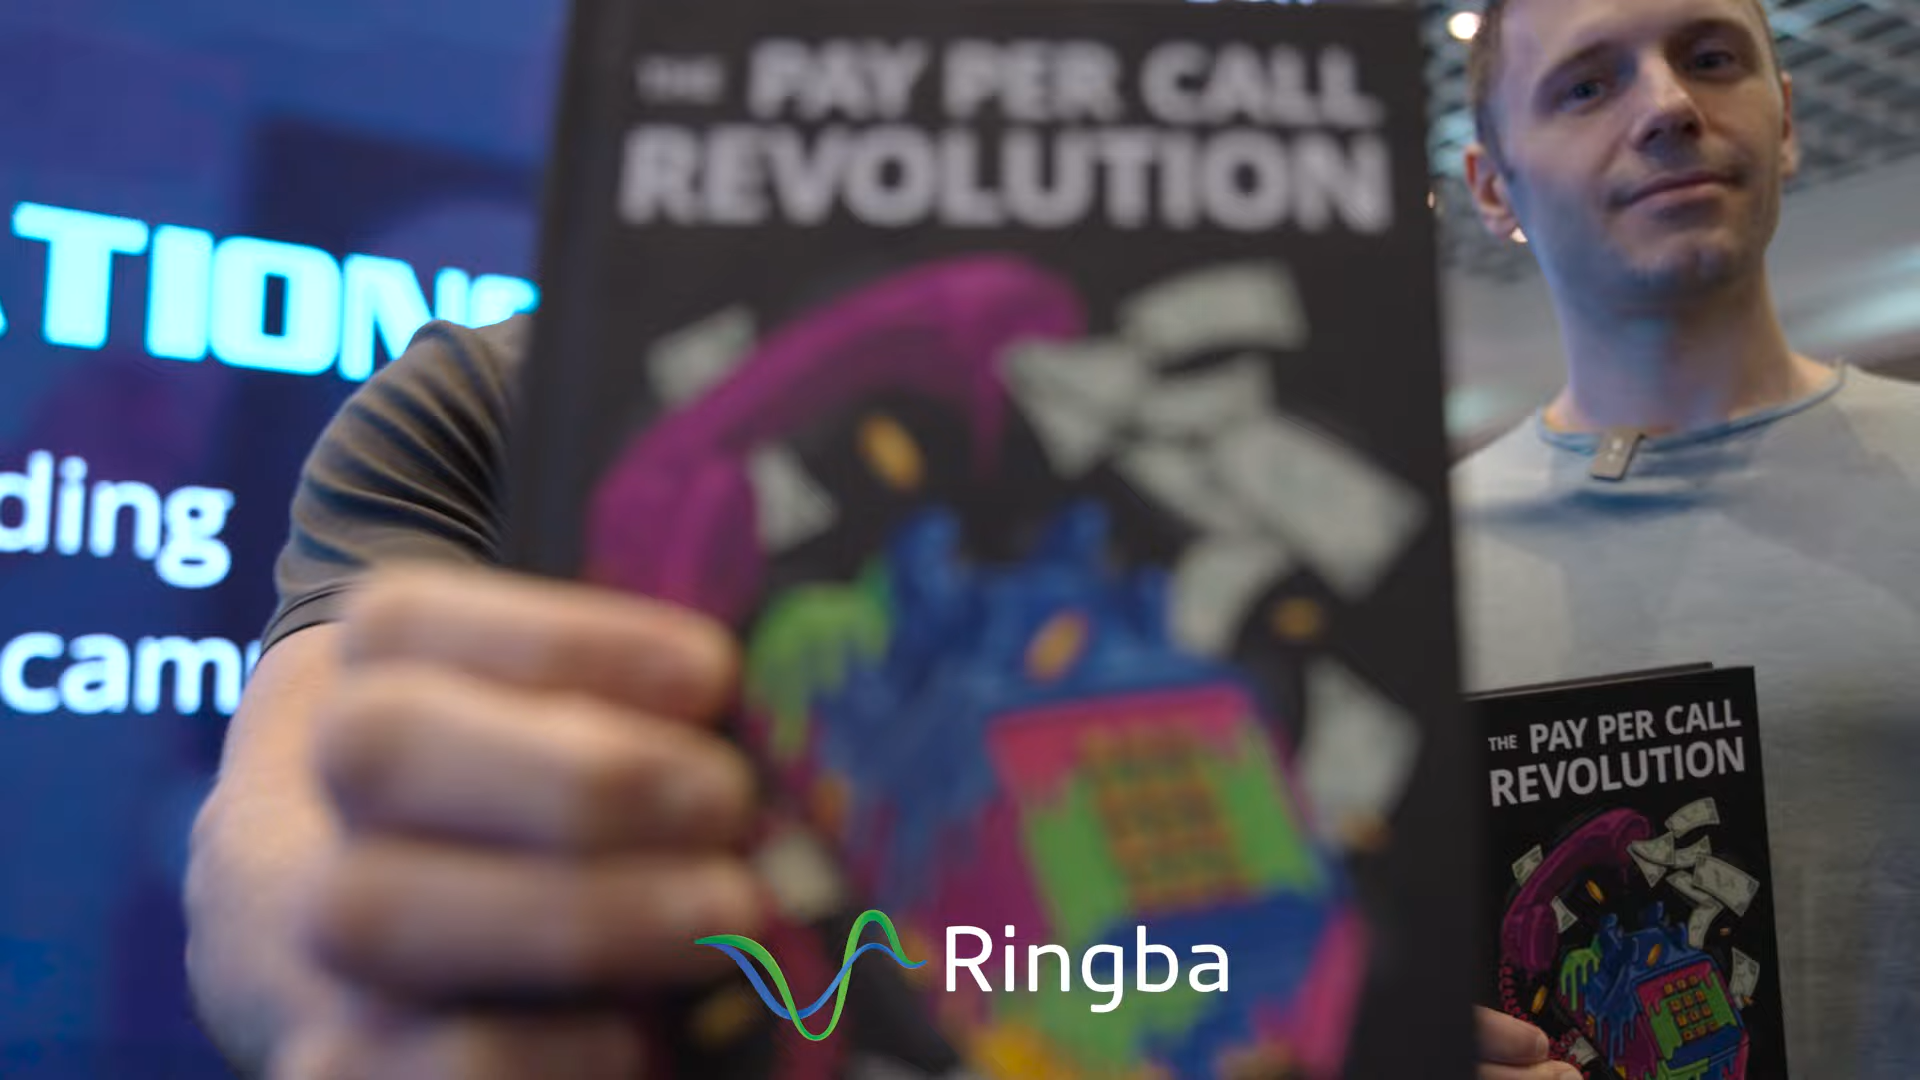 THE PAY PER CALL
REVOLUTION
TION
ding
cam
THE PAY PER CALL
REVOLUTION
Ringba